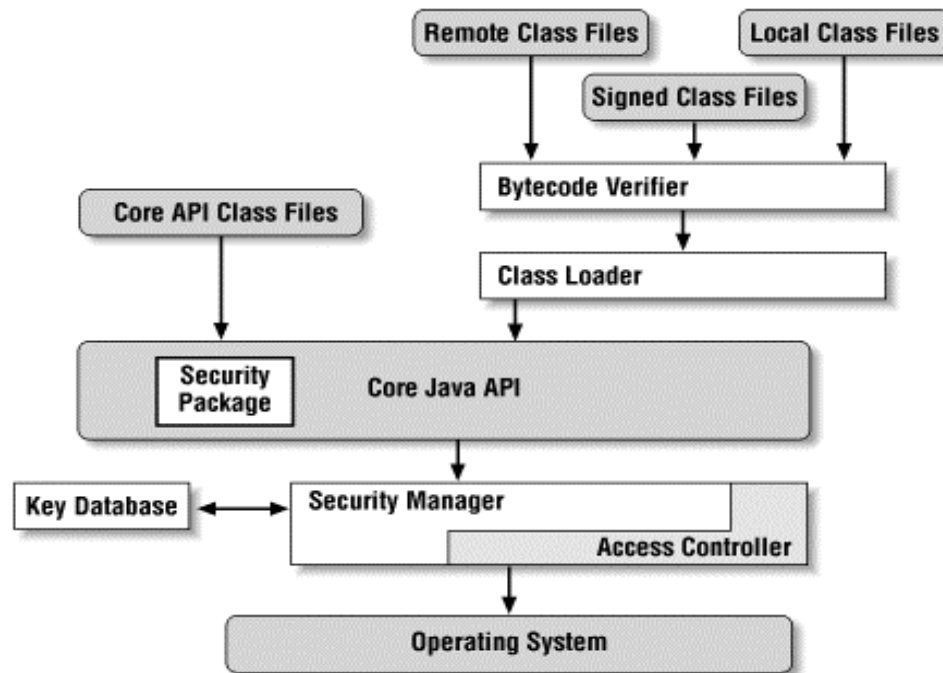 Remote Class Files
Local Class Files
Signed Class Files
Bytecode Verifier
Core API Class Files
Class Loader
Security
Package
Core Java API
Key Database
Security Manager
Access Controller
Operating System